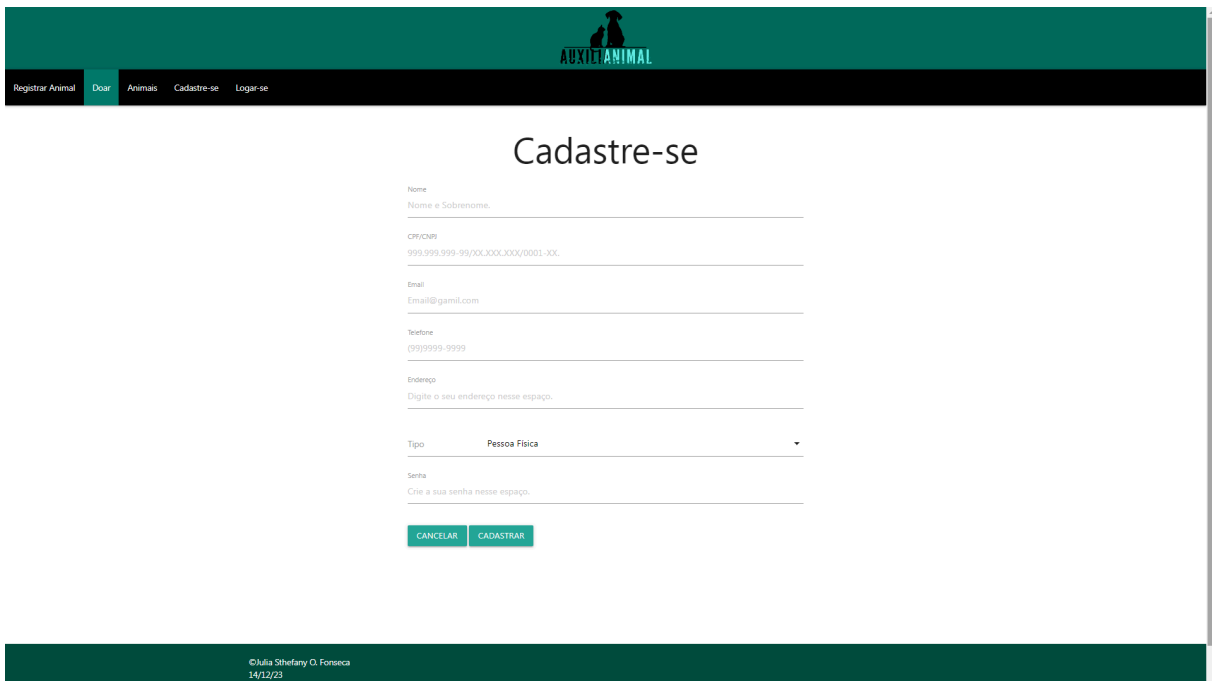 AUXILIANIMAL
Registrar Animal Doar Animais Cadastre-se Logar-se
Cadastre-se
Nome
Nome e Sobrenome.
CPF/CNPJ
999.999.999-99/XX.XXX.XXX/0001-XX.
Email
Email@gamil.com
Telefone
(99)9999-9999
Endereço
Digite o seu endereço nesse espaço.
Tipo Pessoa Física
Senha
Crie a sua senha nesse espaço.
CANCELAR CADASTRAR
©Julia Sthefany O. Fonseca
14/12/23